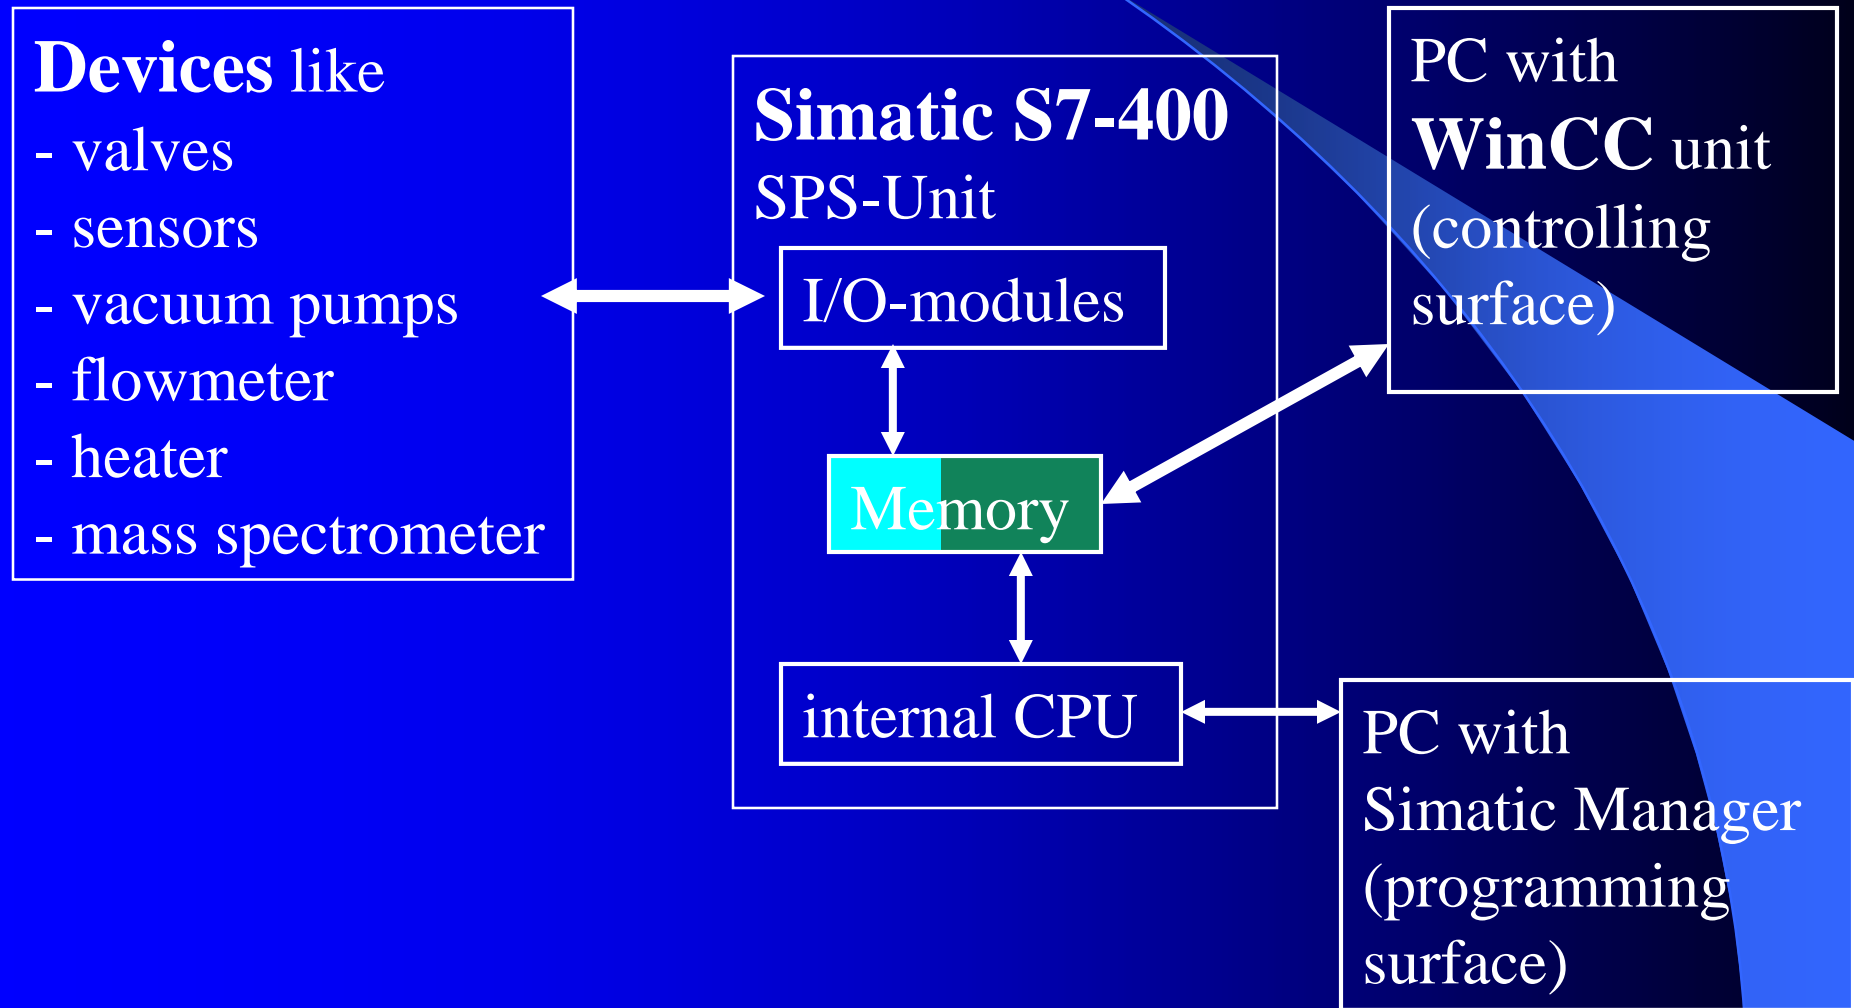 Devices like
- valves
- sensors
- vacuum pumps
- flowmeter
- heater
- mass spectrometer
Simatic S7-400
SPS-Unit
I/O-modules
Memory
internal CPU
PC with
WinCC unit
(controlling
surface)
PC with
Simatic Manager
(programming
surface)